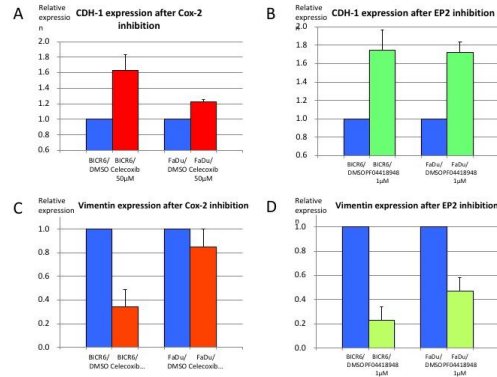 A
Relative
expressio
n
CDH-1 expression after Cox-2
inhibition
2.0
1.8
1.6
1.4
1.2
1.0
0.8
0.6
BICR6/
DMSO
BICR6/
Celecoxib
50µM
FaDu/
DMSO
FaDu/
Celecoxib
50µM
B
Relative
expressio
n
CDH-1 expression after EP2 inhibition
2.0
1.8
1.6
1.4
1.2
1.0
0.8
0.6
BICR6/
DMSO
BICR6/
PF04418948
1µM
FaDu/
DMSO
FaDu/
PF04418948
1µM
C
Relative
expression
Vimentin expression after Cox-2 inhibition
1.0
0.8
0.6
0.4
0.2
0.0
BICR6/
DMSO
BICR6/
Celecoxib...
FaDu/
DMSO
FaDu/
Celecoxib...
D
Relative
expressio
n
Vimentin expression after EP2 inhibition
1.0
0.8
0.6
0.4
0.2
0.0
BICR6/
DMSO
BICR6/
PF04418948
1µM
FaDu/
DMSO
FaDu/
PF04418948
1µM